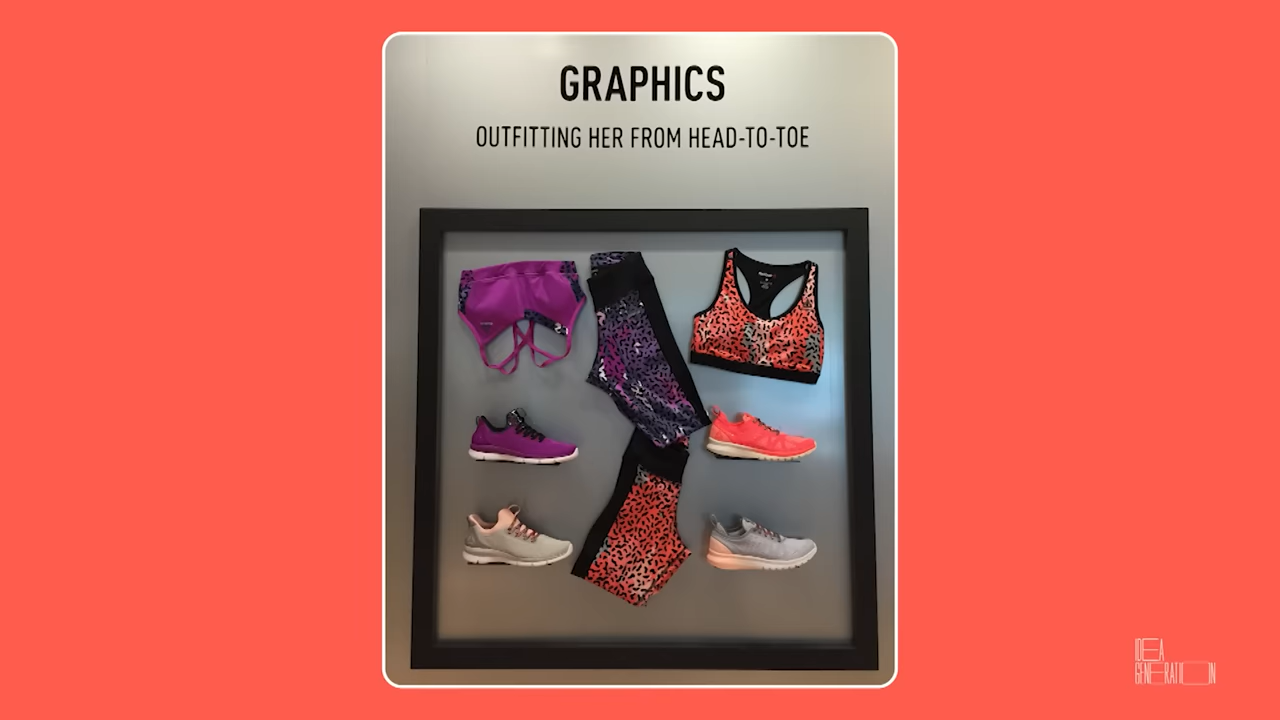 GRAPHICS
OUTFITTING HER FROM HEAD-TO-TOE
IDEA
GENERATION